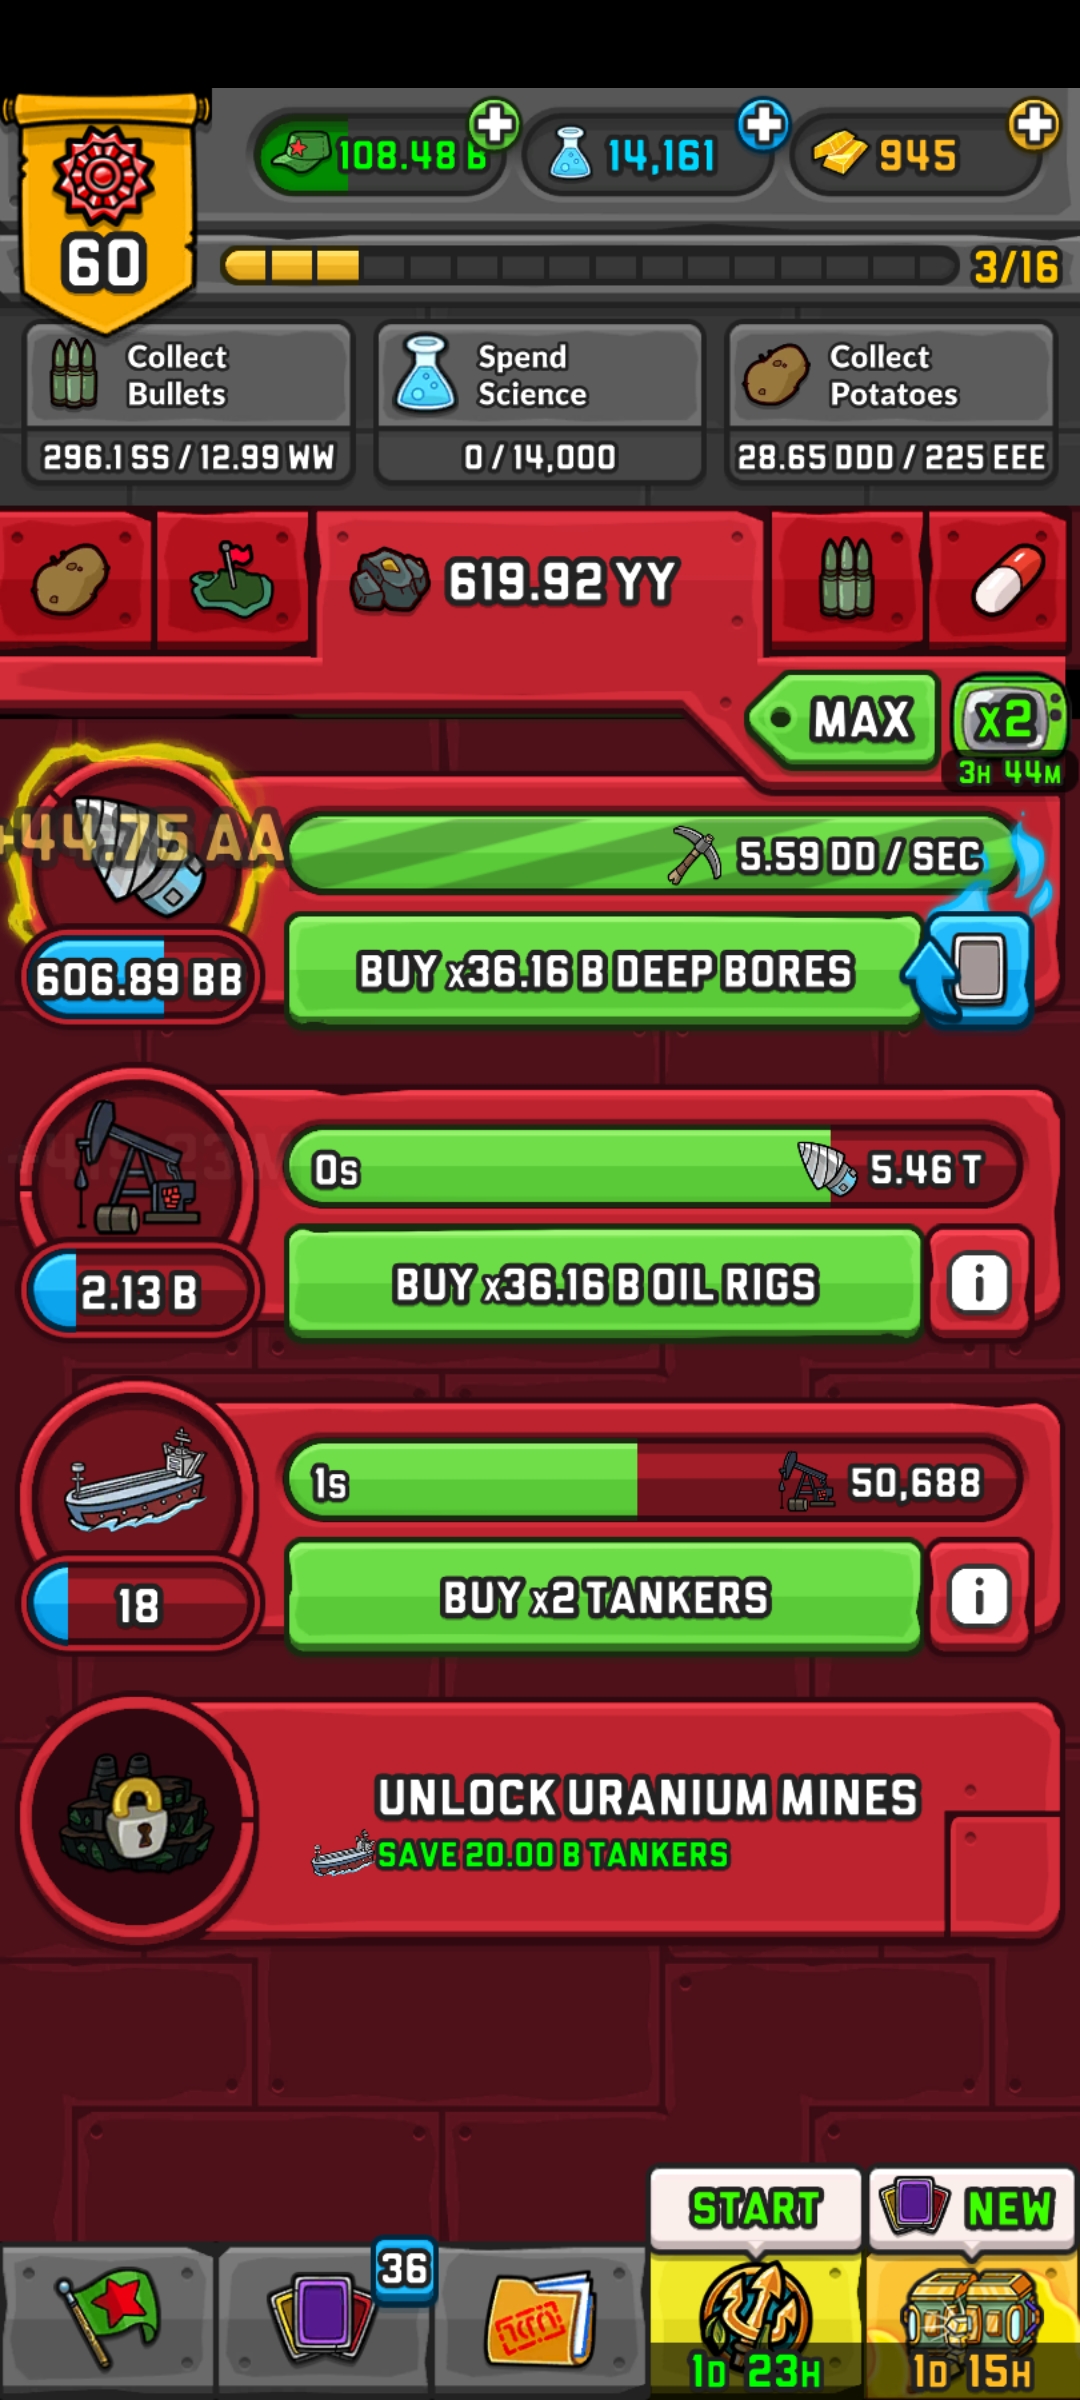 108.48 B
14,161
945
60
3/16
Collect
Bullets
296.1 SS / 12.99 WW
Spend
Science
0 / 14,000
Collect
Potatoes
28.65 DDD / 225 EEE
619.92 YY
MAX
x2
3H 44M
+44.75 AA
5.59 DD / SEC
606.89 BB
BUY x36.16 B DEEP BORES
0s
5.46 T
2.13 B
BUY x36.16 B OIL RIGS
i
1s
50,688
18
BUY x2 TANKERS
i
UNLOCK URANIUM MINES
SAVE 20.00 B TANKERS
START
NEW
36
1D 23H
1D 15H